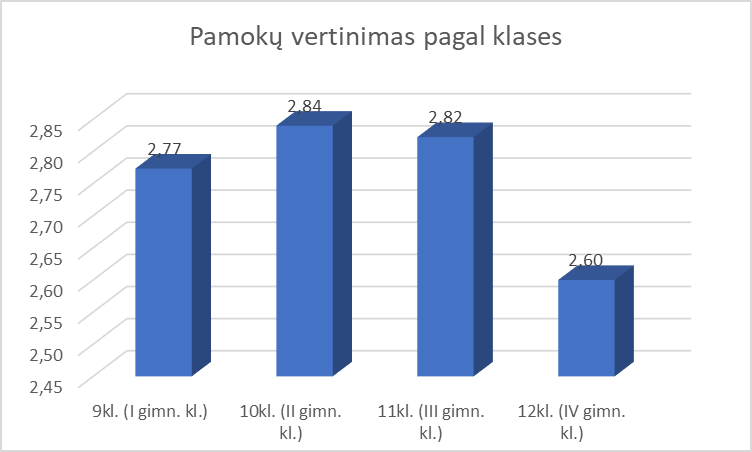 Pamokų vertinimas pagal klases
2,85
2,80
2,75
2,70
2,65
2,60
2,55
2,50
2,45
2,77
2,84
2,82
2,60
9kl. (I gimn. kl.)
10kl. (II gimn.
kl.)
11kl. (III gimn.
kl.)
12kl. (IV gimn.
kl.)